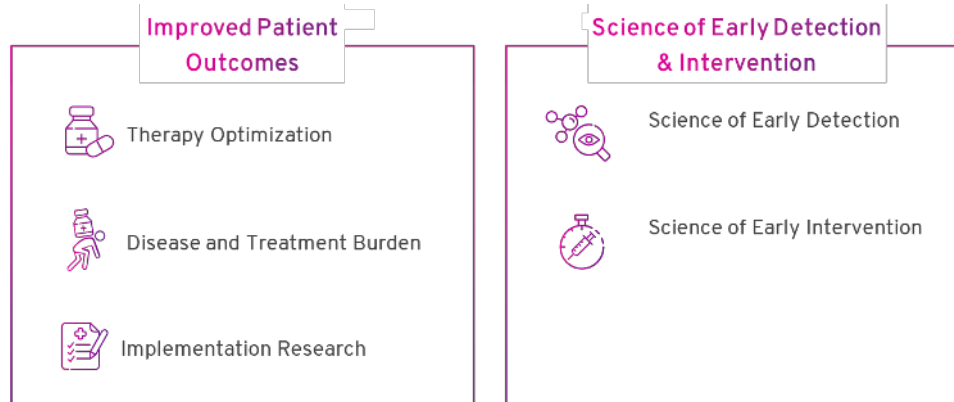 Improved Patient
Outcomes
Therapy Optimization
Disease and Treatment Burden
Implementation Research
Science of Early Detection
& Intervention
Science of Early Detection
Science of Early Intervention